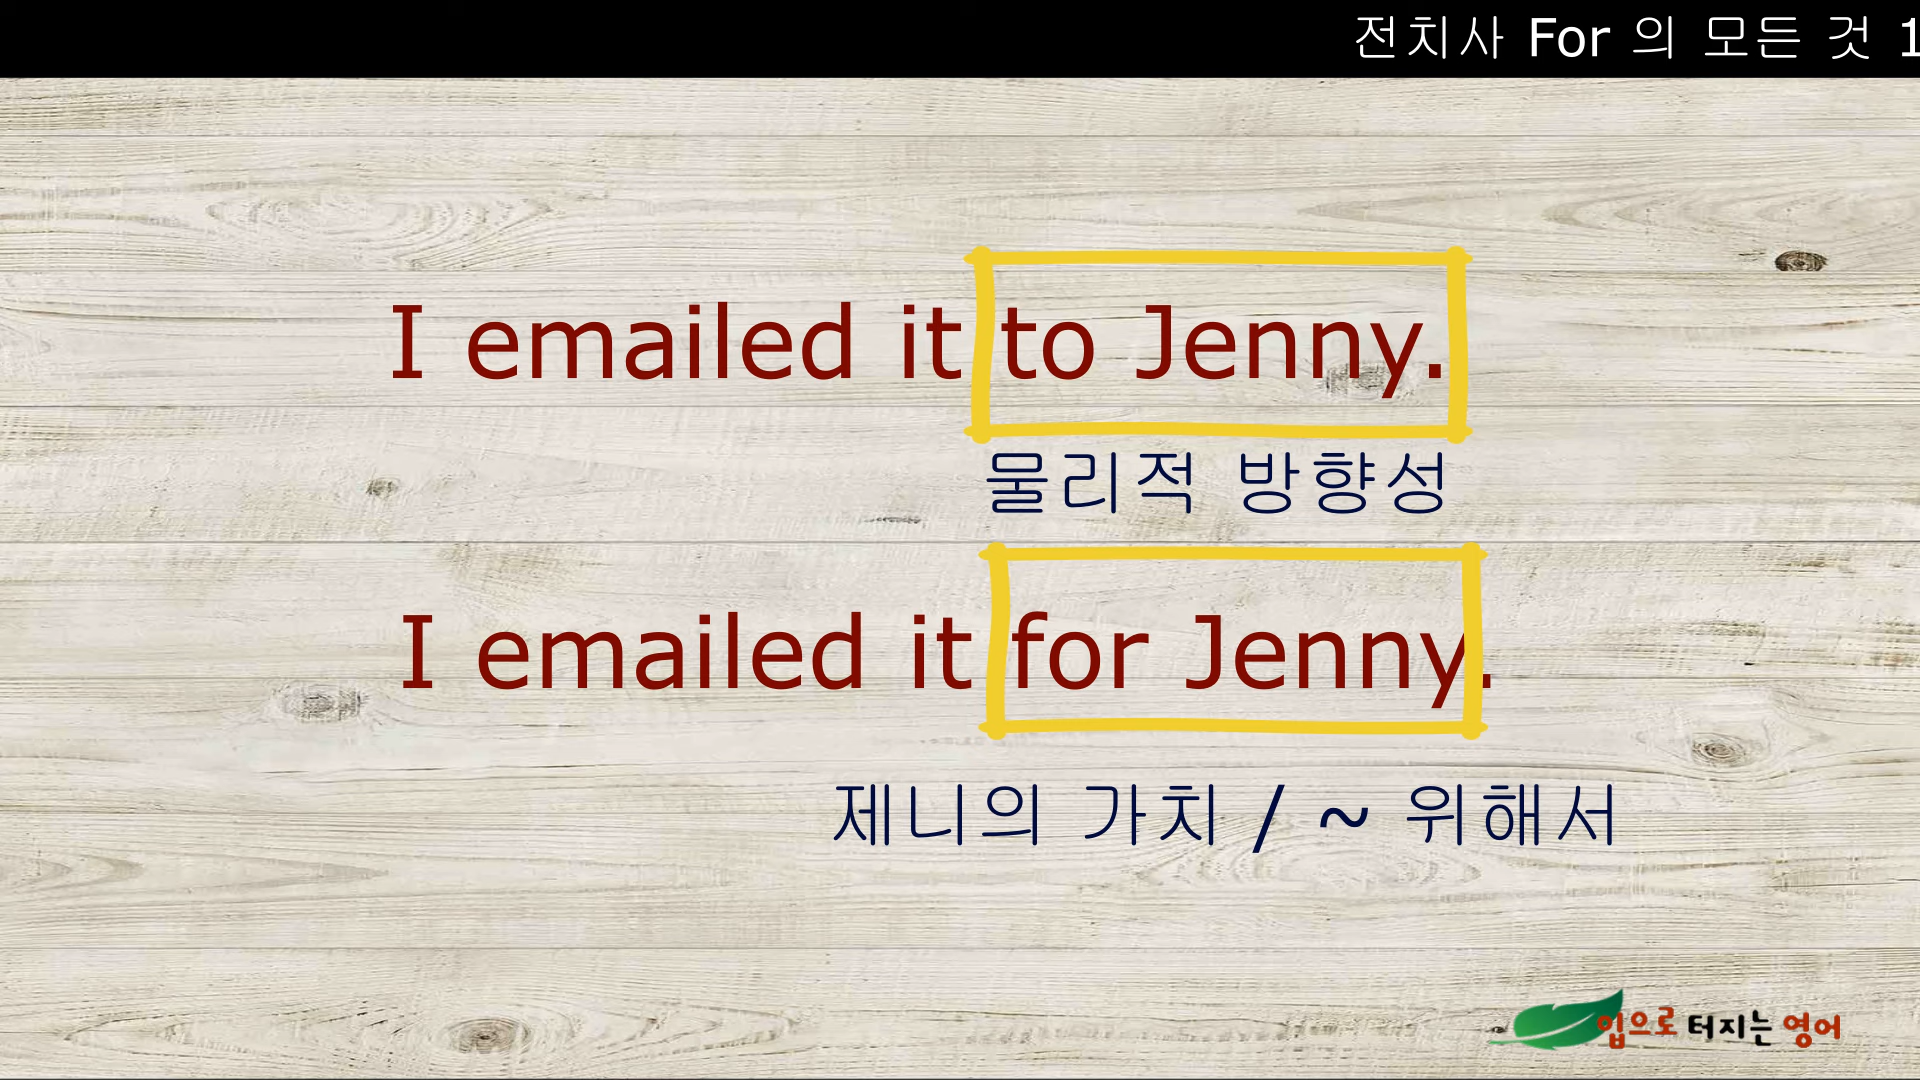 전치사 For 의 모든 것 1
I emailed it to Jenny.
물리적 방향성
I emailed it for Jenny.
제니의 가치 / ~ 위해서
입으로 터지는 영어